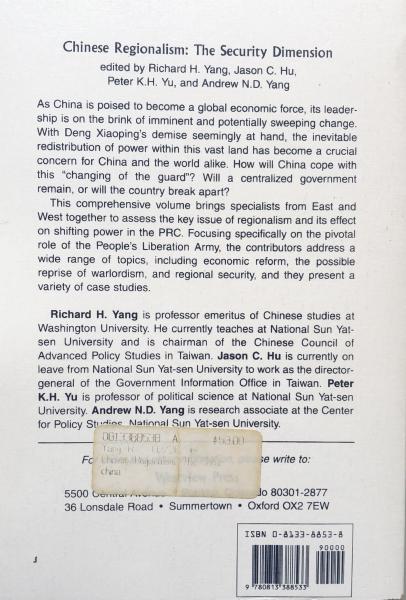 Chinese Regionalism: The Security Dimension
edited by Richard H. Yang, Jason C. Hu,
Peter K.H. Yu, and Andrew N.D. Yang
As China is poised to become a global economic force, its leader-
ship is on the brink of imminent and potentially sweeping change.
With Deng Xiaoping's demise seemingly at hand, the inevitable
redistribution of power within this vast land has become a crucial
concern for China and the world alike. How will China cope with
this "changing of the guard"? Will a centralized government
remain, or will the country break apart?
This comprehensive volume brings specialists from East and
West together to assess the key issue of regionalism and its effect
on shifting power in the PRC. Focusing specifically on the pivotal
role of the People's Liberation Army, the contributors address a
wide range of topics, including economic reform, the possible
reprise of warlordism, and regional security, and they present a
variety of case studies.
Richard H. Yang is professor emeritus of Chinese studies at
Washington University. He currently teaches at National Sun Yat-
sen University and is chairman of the Chinese Council of
Advanced Policy Studies in Taiwan. Jason C. Hu is currently on
leave from National Sun Yat-sen University to work as the director-
general of the Government Information Office in Taiwan. Peter
K.H. Yu is professor of political science at National Sun Yat-sen
University. Andrew N.D. Yang is research associate at the Center
for Policy Studies, National Sun Yat-sen University.
0813388538 A
please write to:
china
Westview Press
5500 Central Avenue 80301-2877
36 Lonsdale Road • Summertown • Oxford OX2 7EW
ISBN 0-8133-8853-8
90000
9 780813 388533